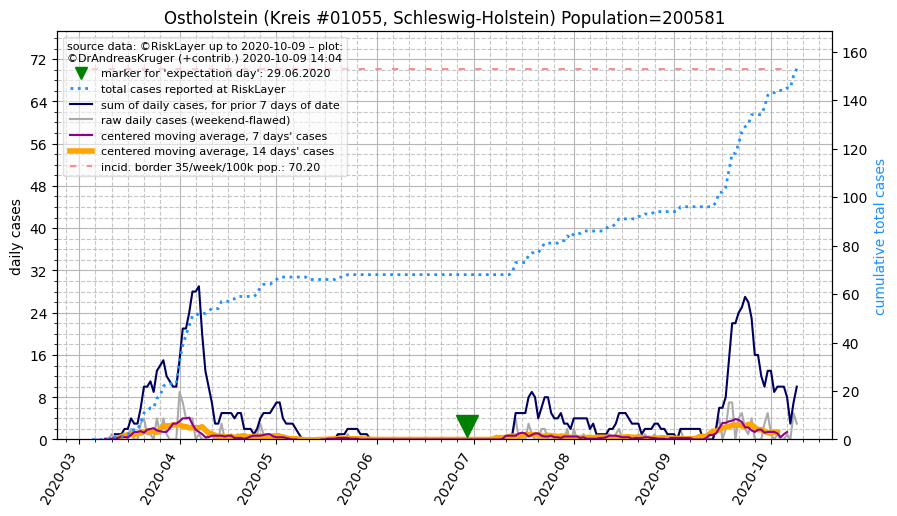 Ostholstein (Kreis #01055, Schleswig-Holstein) Population=200581
source data: ©RiskLayer up to 2020-10-09 – plot:
©DrAndreasKruger (+contrib.) 2020-10-09 14:04
marker for 'expectation day': 29.06.2020
total cases reported at RiskLayer
sum of daily cases, for prior 7 days of date
raw daily cases (weekend-flawed)
centered moving average, 7 days' cases
centered moving average, 14 days' cases
incid. border 35/week/100k pop.: 70.20
daily cases
72
64
56
48
40
32
24
16
8
0
cumulative total cases
160
140
120
100
80
60
40
20
0
2020-03
2020-04
2020-05
2020-06
2020-07
2020-08
2020-09
2020-10